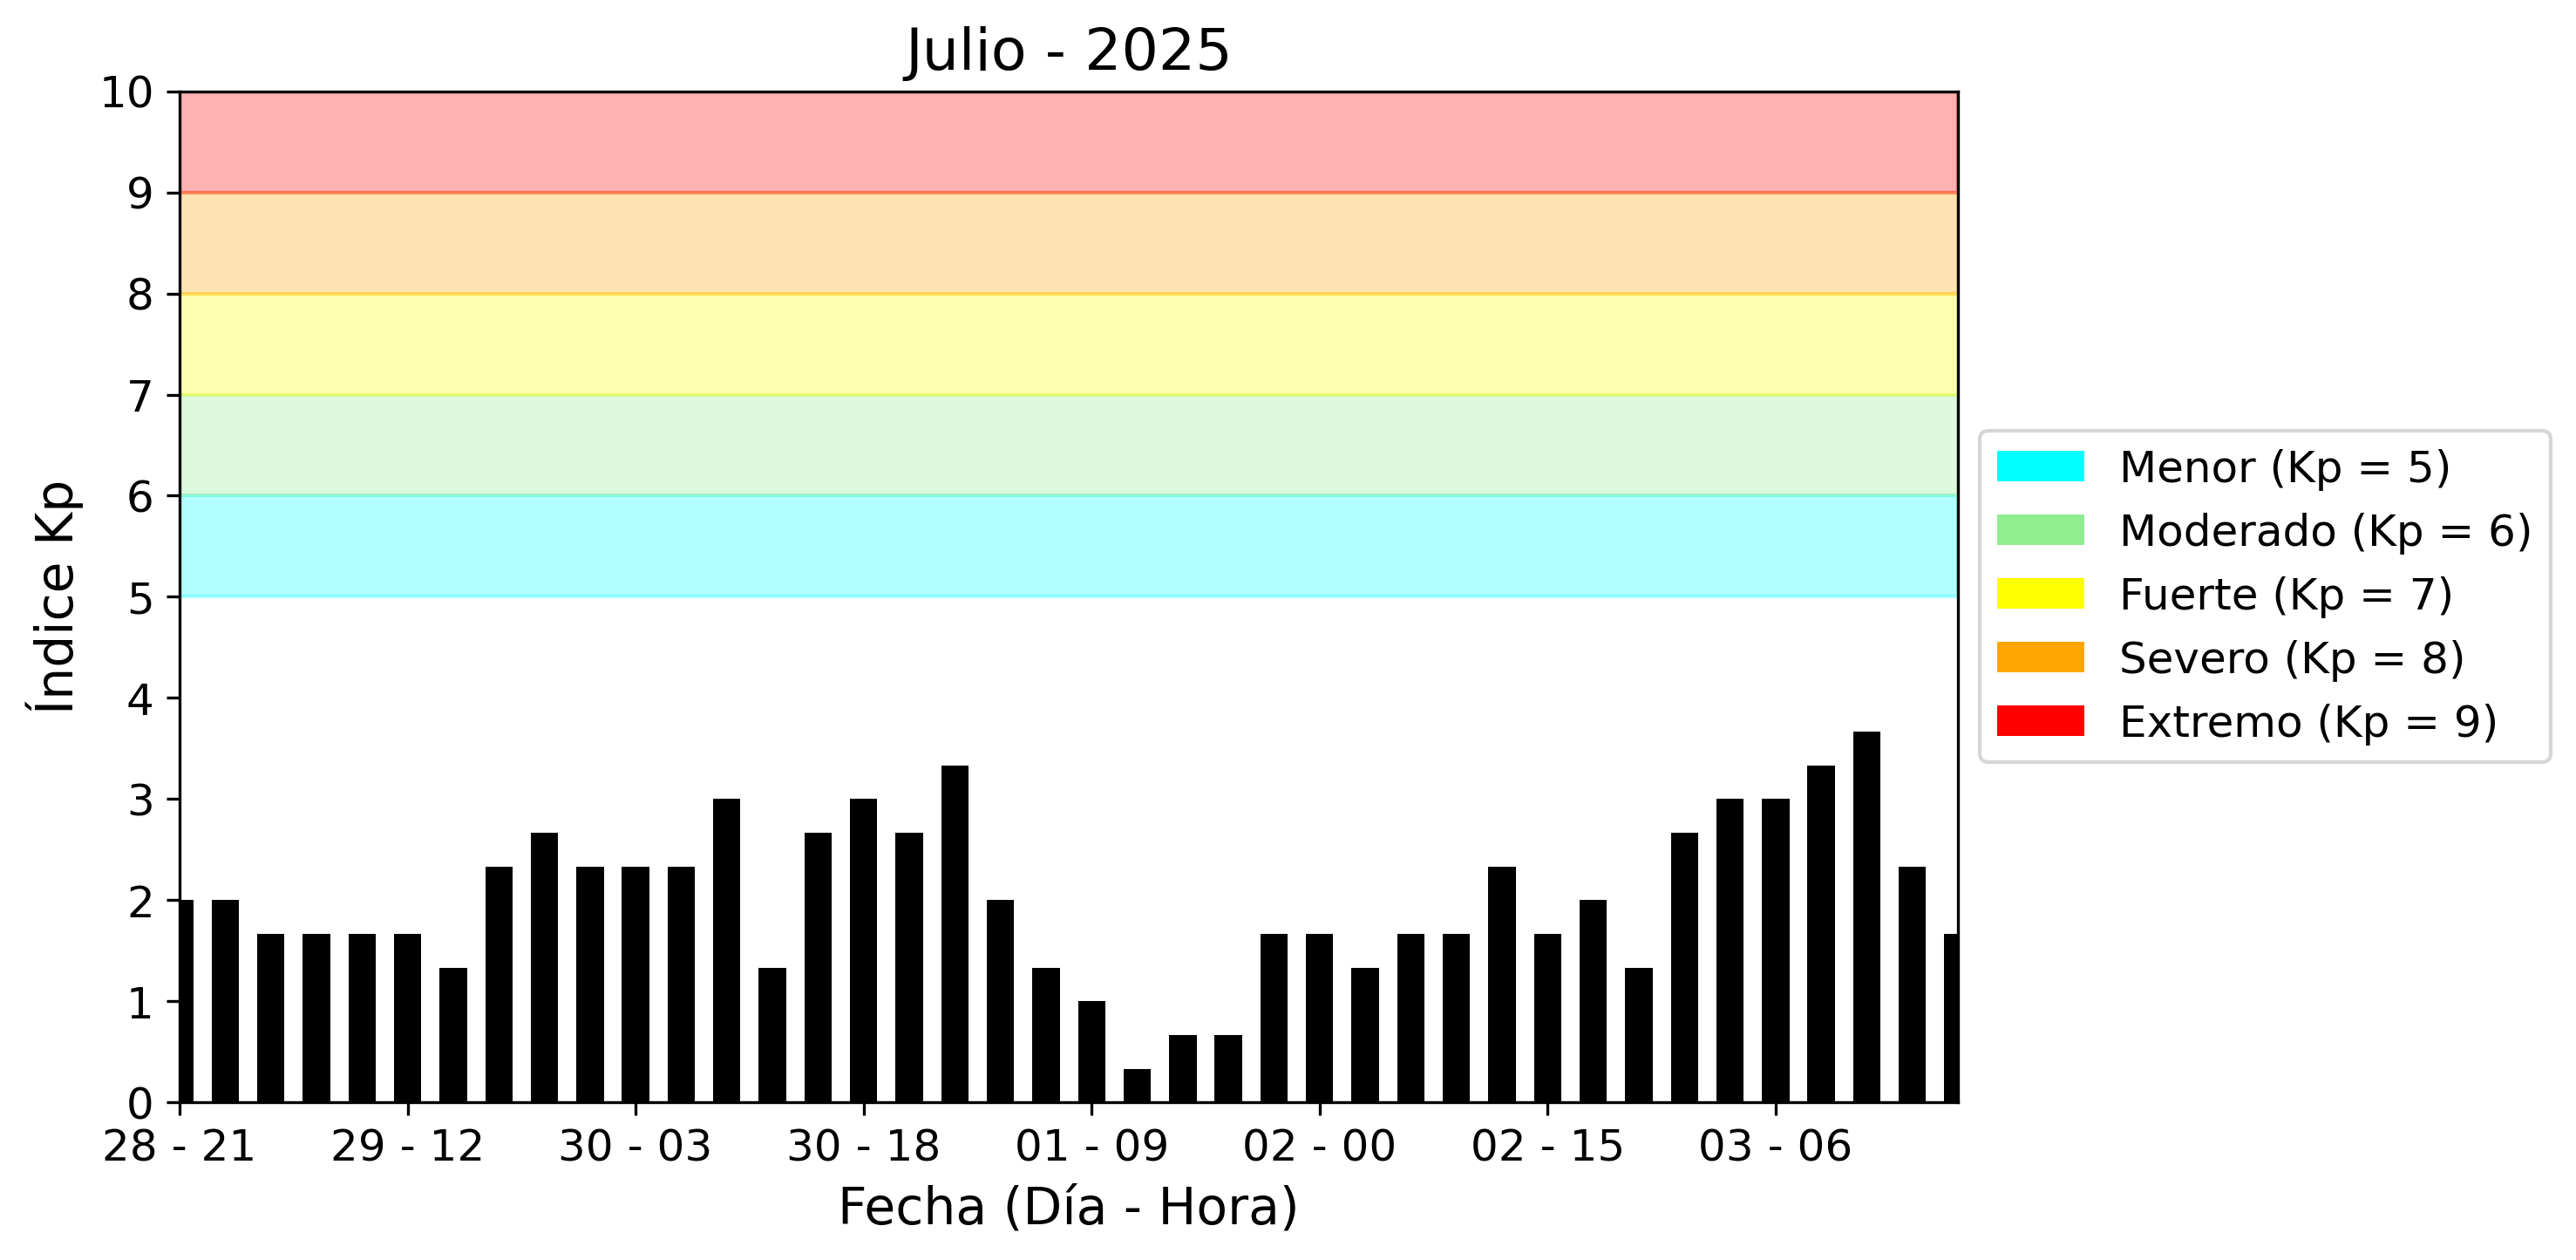 Julio - 2025
10
9
8
7
6
5
4
3
2
1
0
Índice Kp
28 - 21
29 - 12
30 - 03
30 - 18
01 - 09
02 - 00
02 - 15
03 - 06
Fecha (Día - Hora)
Menor (Kp = 5)
Moderado (Kp = 6)
Fuerte (Kp = 7)
Severo (Kp = 8)
Extremo (Kp = 9)